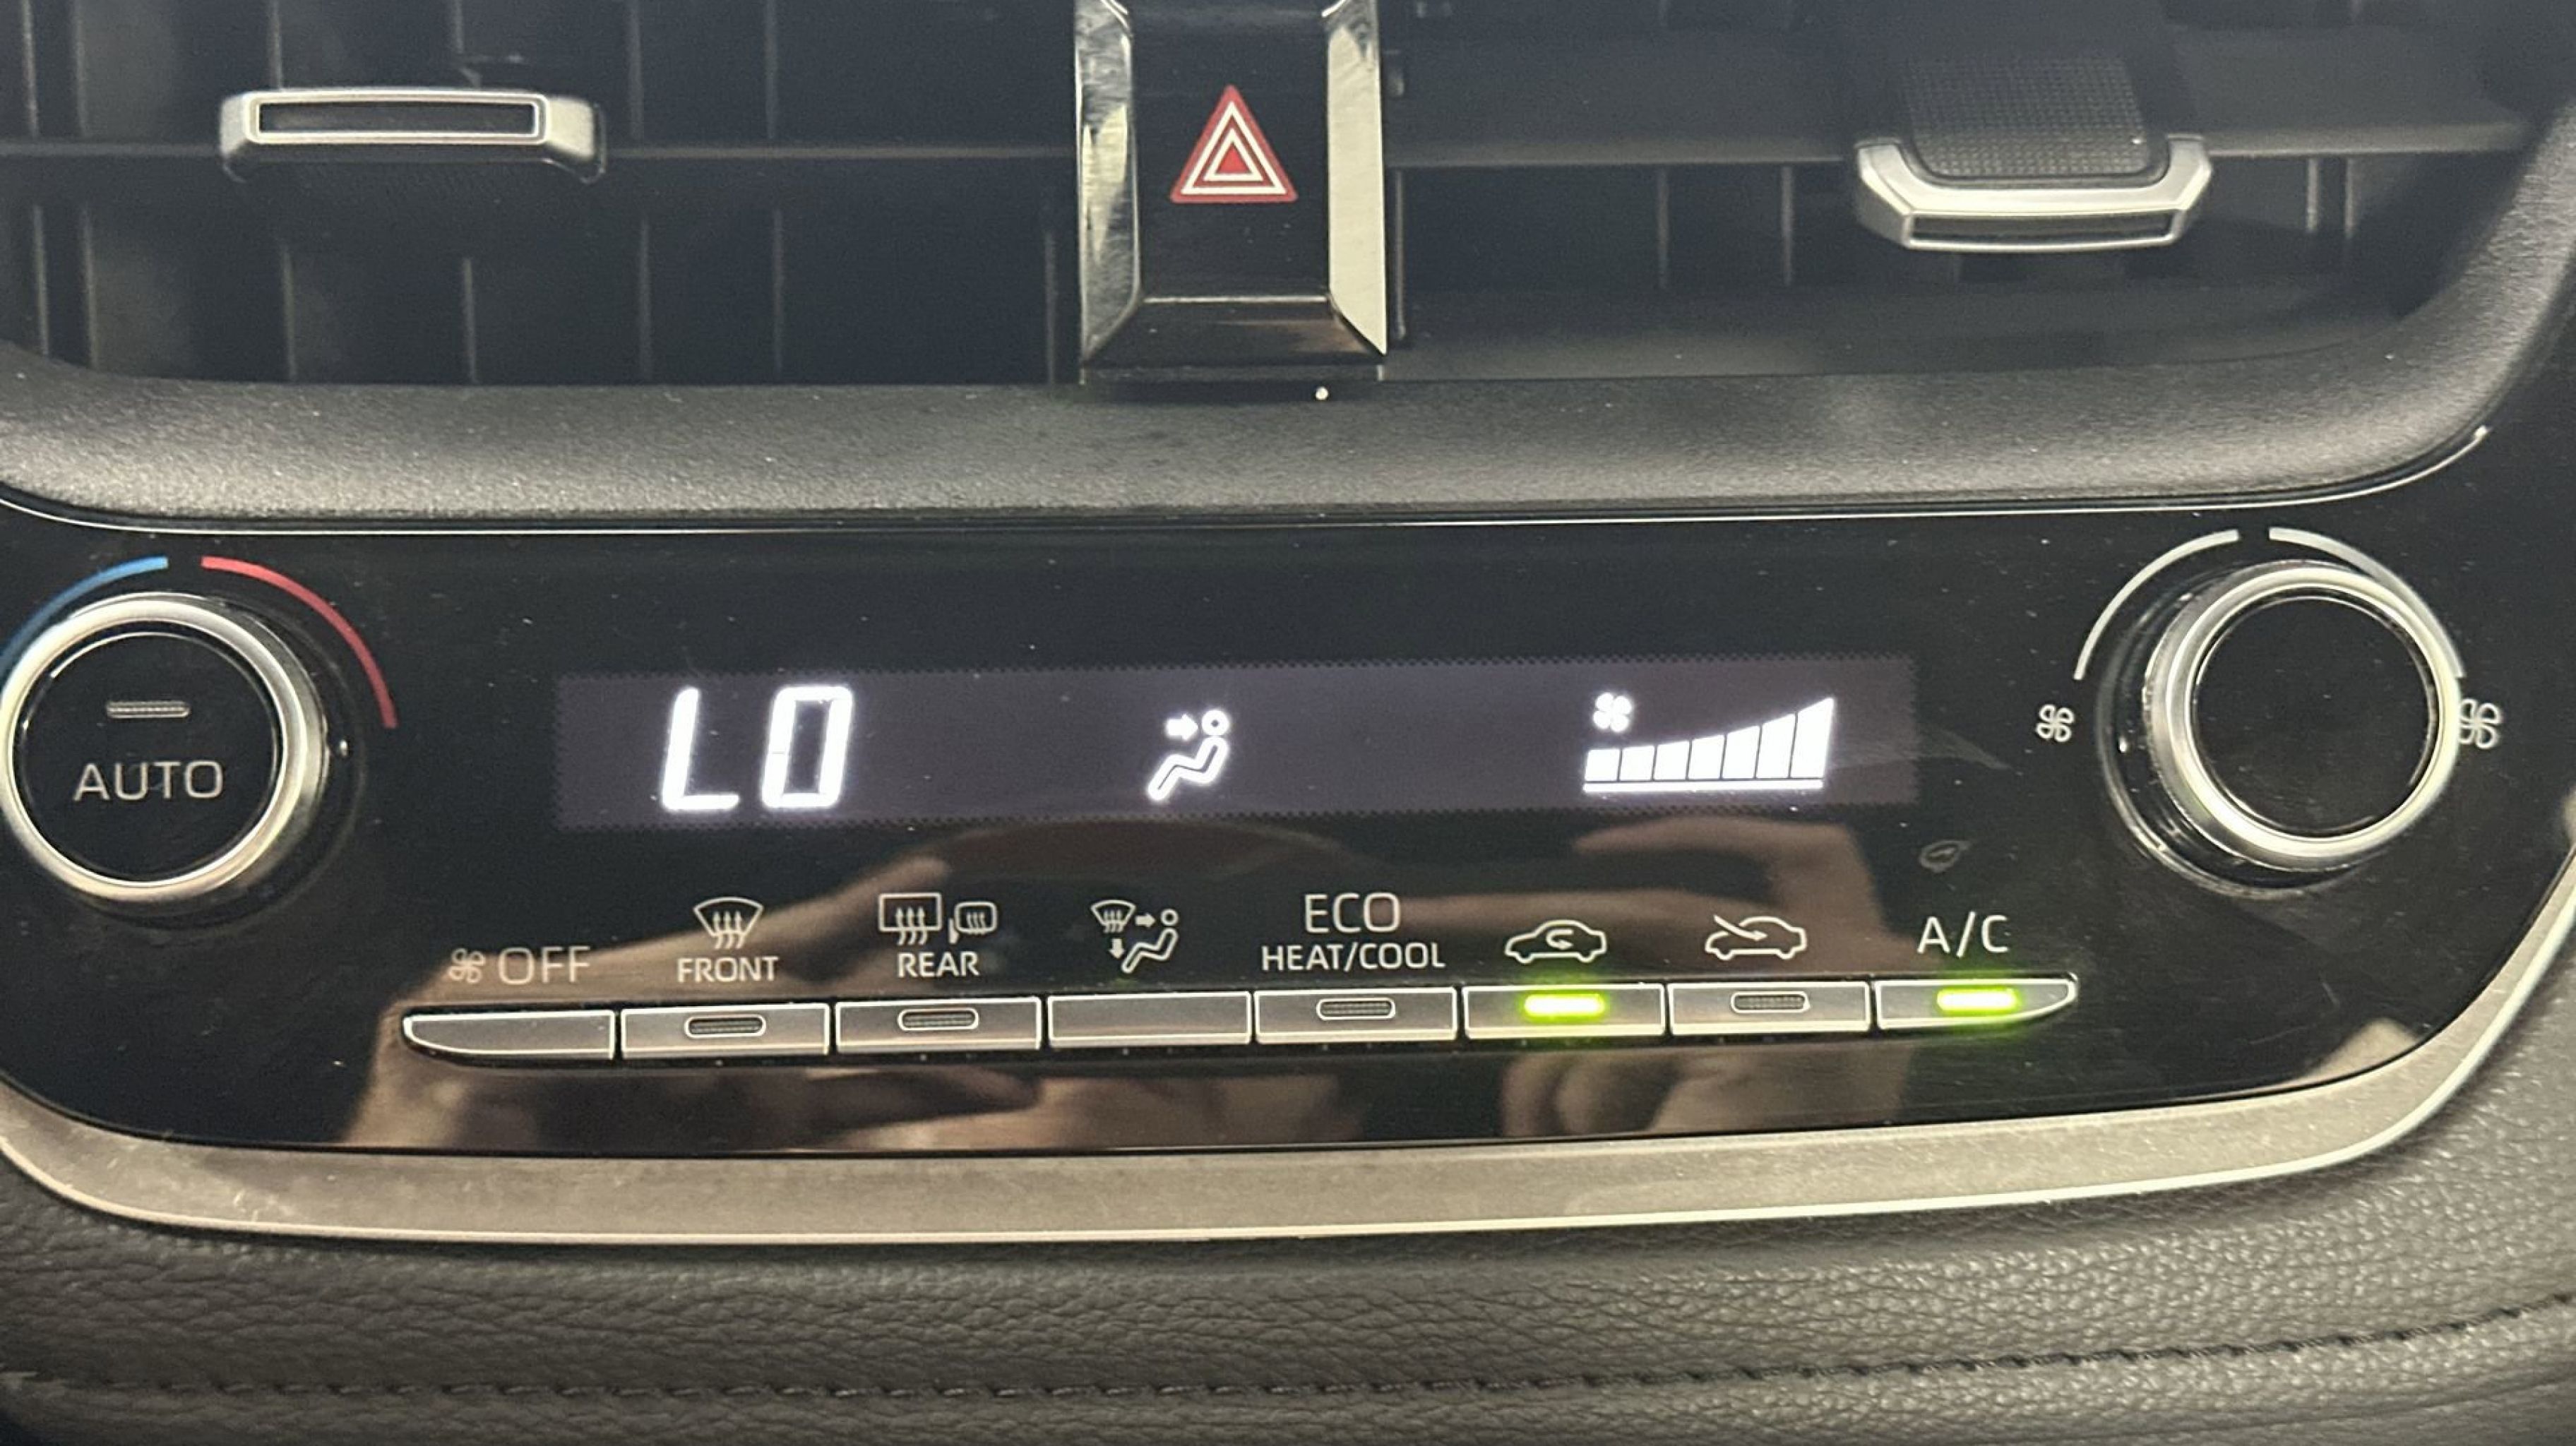 AUTO
LO
OFF
FRONT
REAR
ECO
HEAT/COOL
A/C